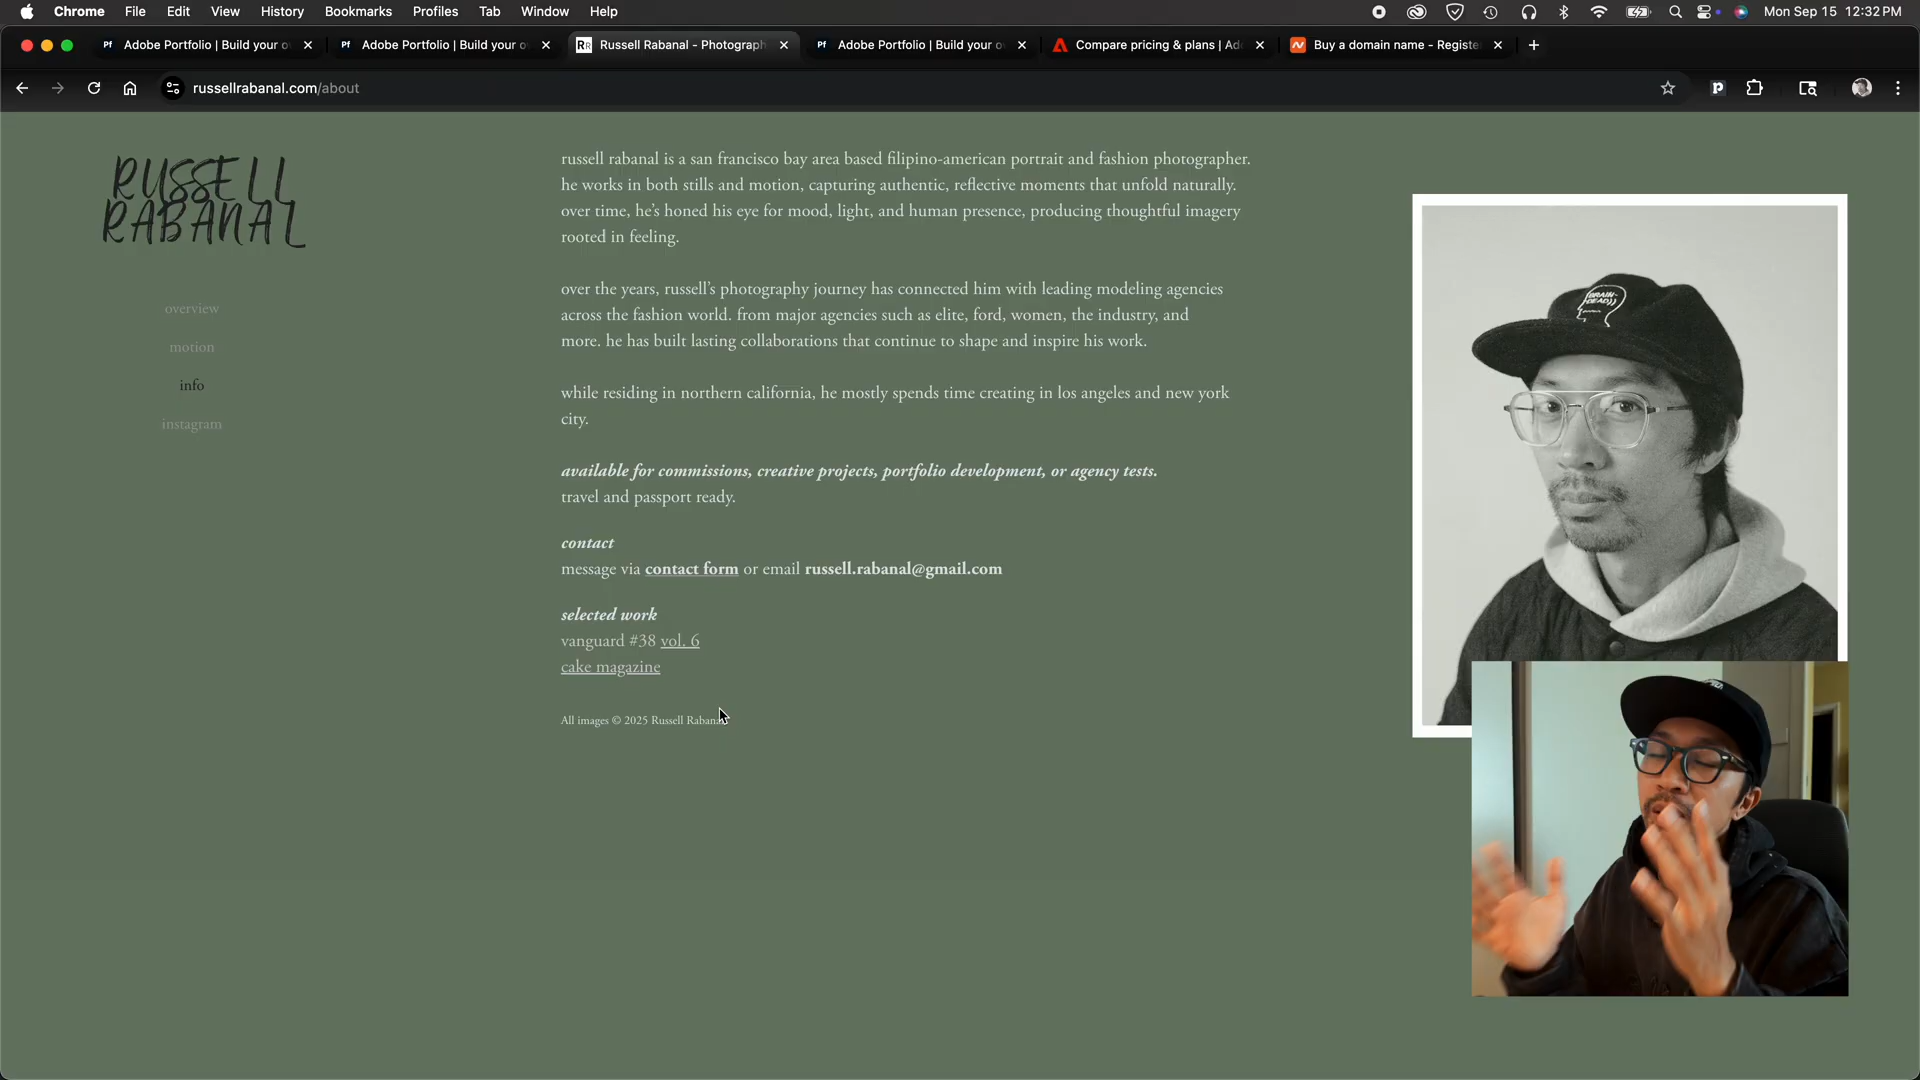 Chrome File Edit View History Bookmarks Profiles Tab Window Help Mon Sep 15 12:32 PM
Adobe Portfolio | Build your o Adobe Portfolio | Build your o Russell Rabanal - Photograph Adobe Portfolio | Build your o Compare pricing & plans | Ad Buy a domain name - Registe
russellrabanal.com/about
RUSSELL
RABANAL
overview
motion
info
instagram
russell rabanal is a san francisco bay area based filipino-american portrait and fashion photographer.
he works in both stills and motion, capturing authentic, reflective moments that unfold naturally.
over time, he's honed his eye for mood, light, and human presence, producing thoughtful imagery
rooted in feeling.
over the years, russell's photography journey has connected him with leading modeling agencies
across the fashion world. from major agencies such as elite, ford, women, the industry, and
more. he has built lasting collaborations that continue to shape and inspire his work.
while residing in northern california, he mostly spends time creating in los angeles and new york
city.
available for commissions, creative projects, portfolio development, or agency tests.
travel and passport ready.
contact
message via contact form or email russell.rabanal@gmail.com
selected work
vanguard #38 vol. 6
cake magazine
All images © 2025 Russell Rabanal
BRAIN-
DEAD))